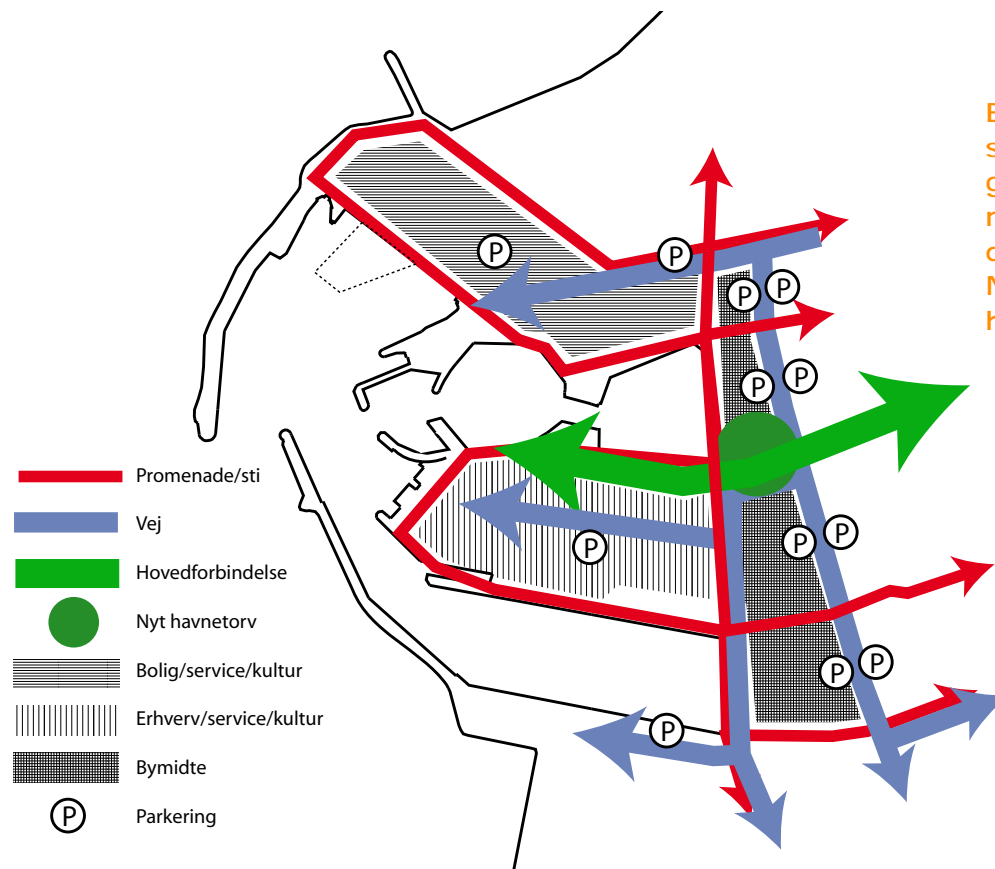 P
P
P
P
P
P
P
P
P
P
P
P
Promenade/sti
Vej
Hovedforbindelse
Nyt havnetorv
Bolig/service/kultur
Erhverv/service/kultur
Bymidte
P Parkering